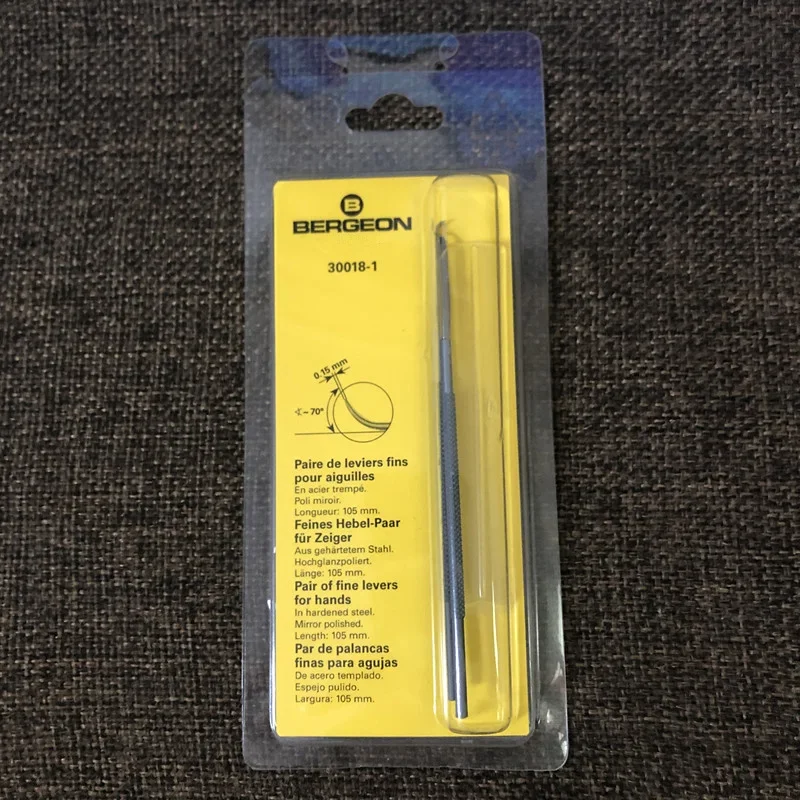 B
BERGEON
30018-1
0.15 mm
∢~70°
Paire de leviers fins
pour aiguilles
En acier trempé.
Poli miroir.
Longueur: 105 mm.
Feines Hebel-Paar
für Zeiger
Aus gehärtetem Stahl.
Hochglanzpoliert.
Länge: 105 mm.
Pair of fine levers
for hands
In hardened steel.
Mirror polished.
Length: 105 mm.
Par de palancas
finas para agujas
De acero templado.
Espejo pulido.
Largura: 105 mm.